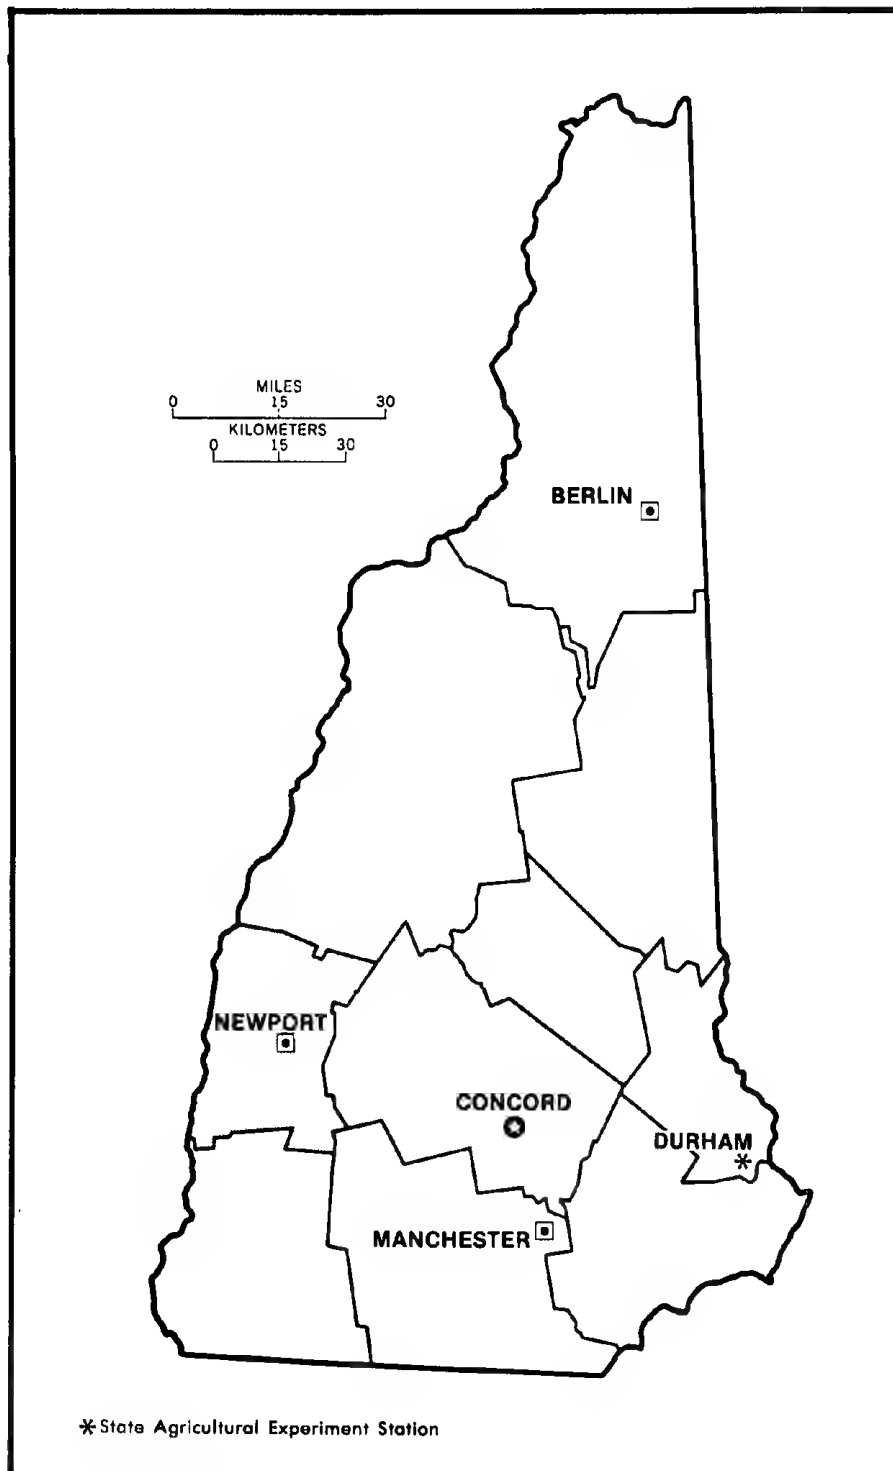 MILES
0 15 30
KILOMETERS
0 15 30
BERLIN
NEWPORT
CONCORD
DURHAM
MANCHESTER
*State Agricultural Experiment Station